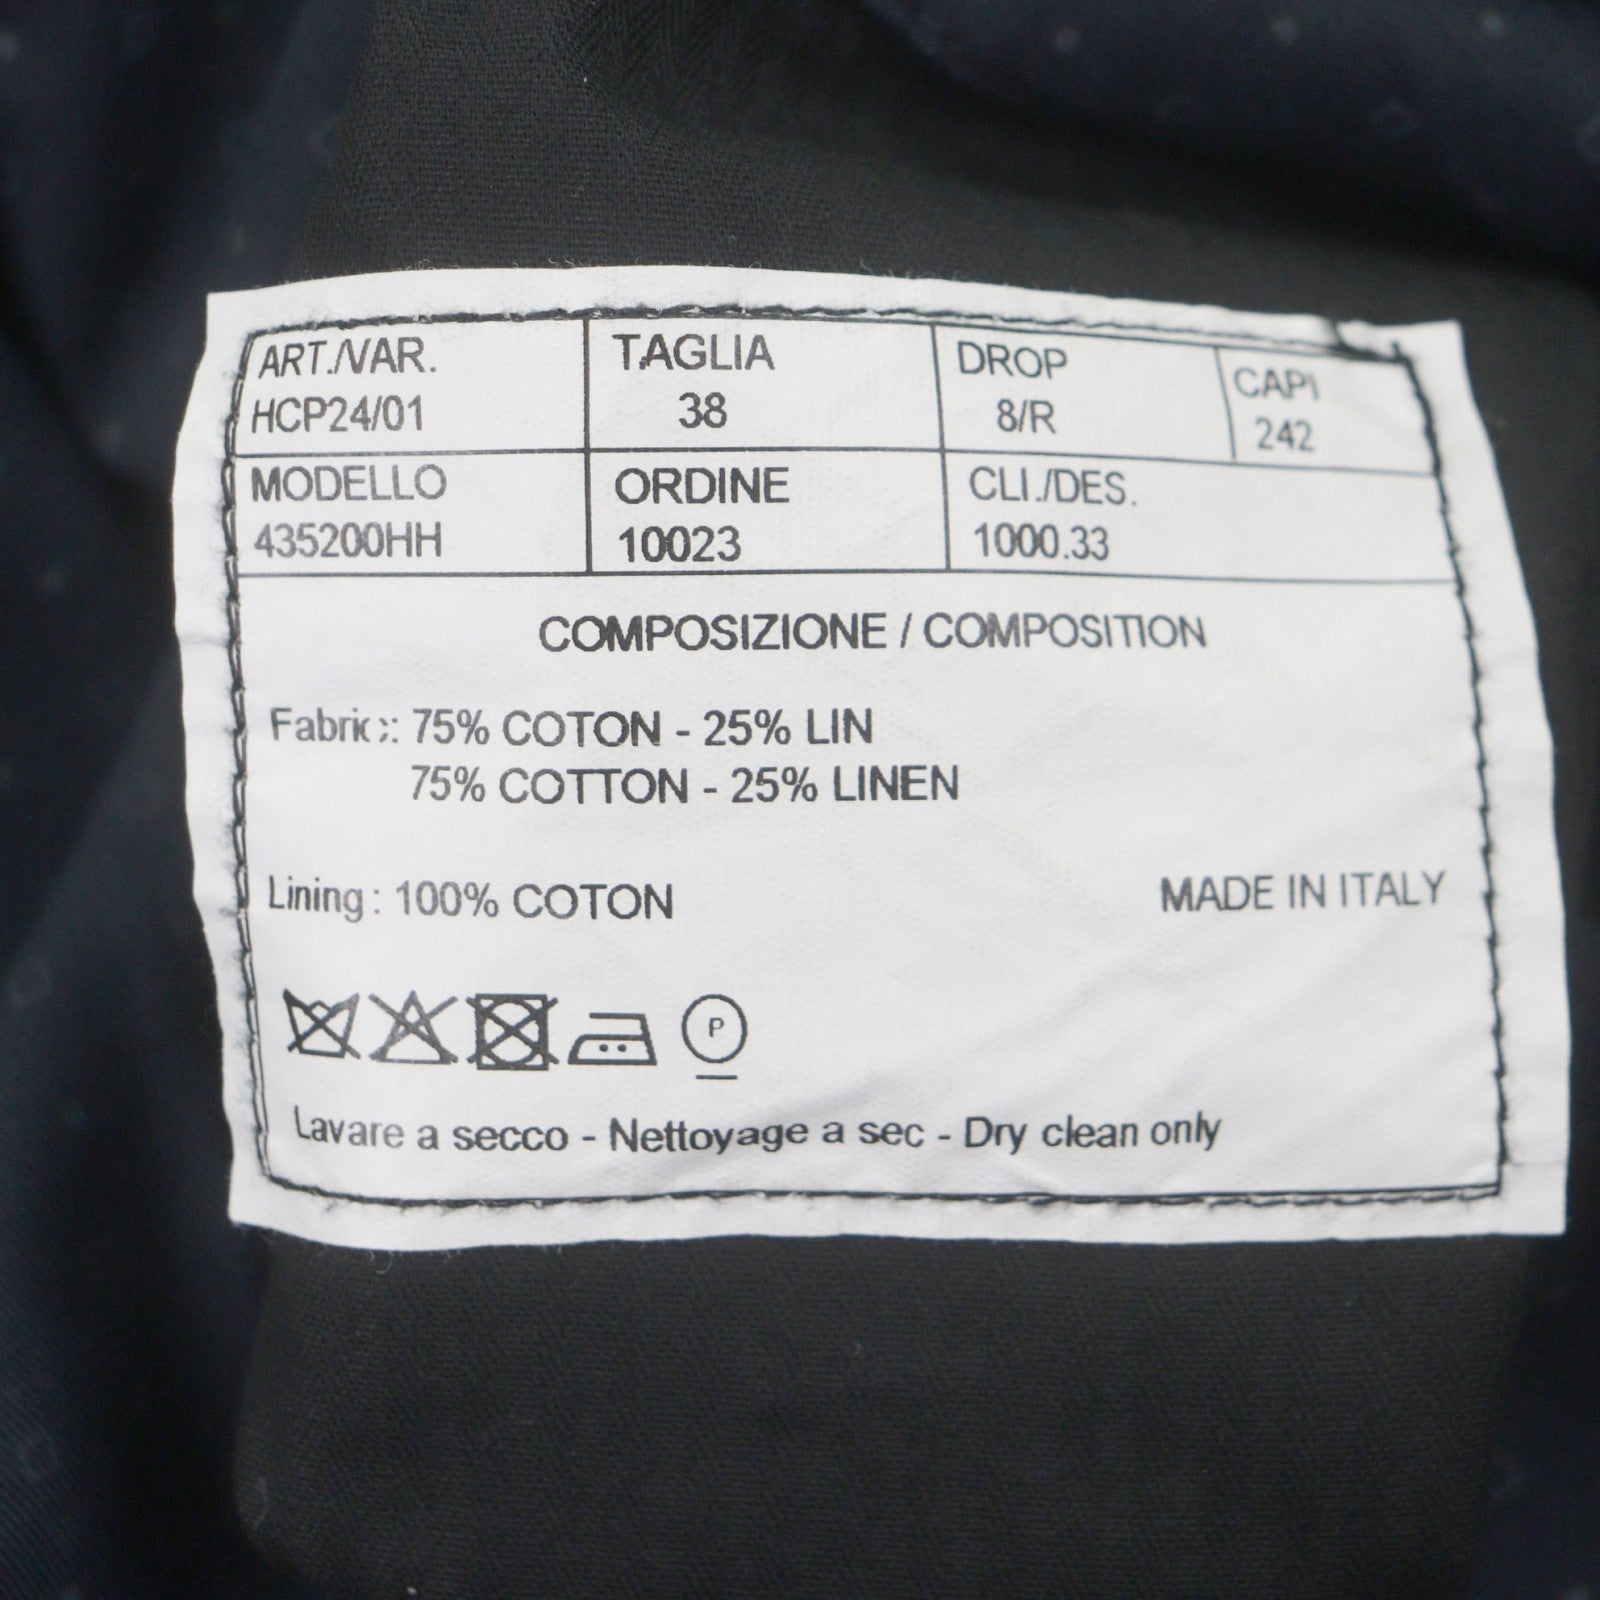 ART./VAR. TAGLIA DROP CAPI
HCP24/01 38 8/R 242
MODELLO ORDINE CLI./DES.
435200HH 10023 1000.33
COMPOSIZIONE / COMPOSITION
Fabric: 75% COTON - 25% LIN
75% COTTON - 25% LINEN
Lining : 100% COTON MADE IN ITALY
P
Lavare a secco - Nettoyage a sec - Dry clean only